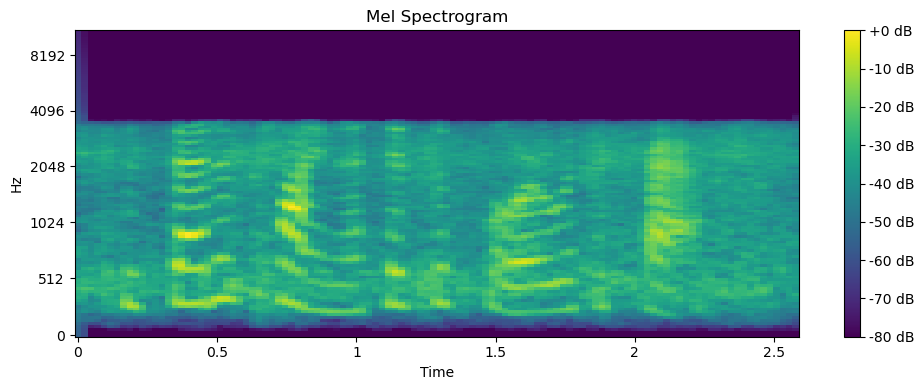 Mel Spectrogram
Hz
8192
4096
2048
1024
512
0
0
0.5
1
1.5
2
2.5
Time
+0 dB
-10 dB
-20 dB
-30 dB
-40 dB
-50 dB
-60 dB
-70 dB
-80 dB